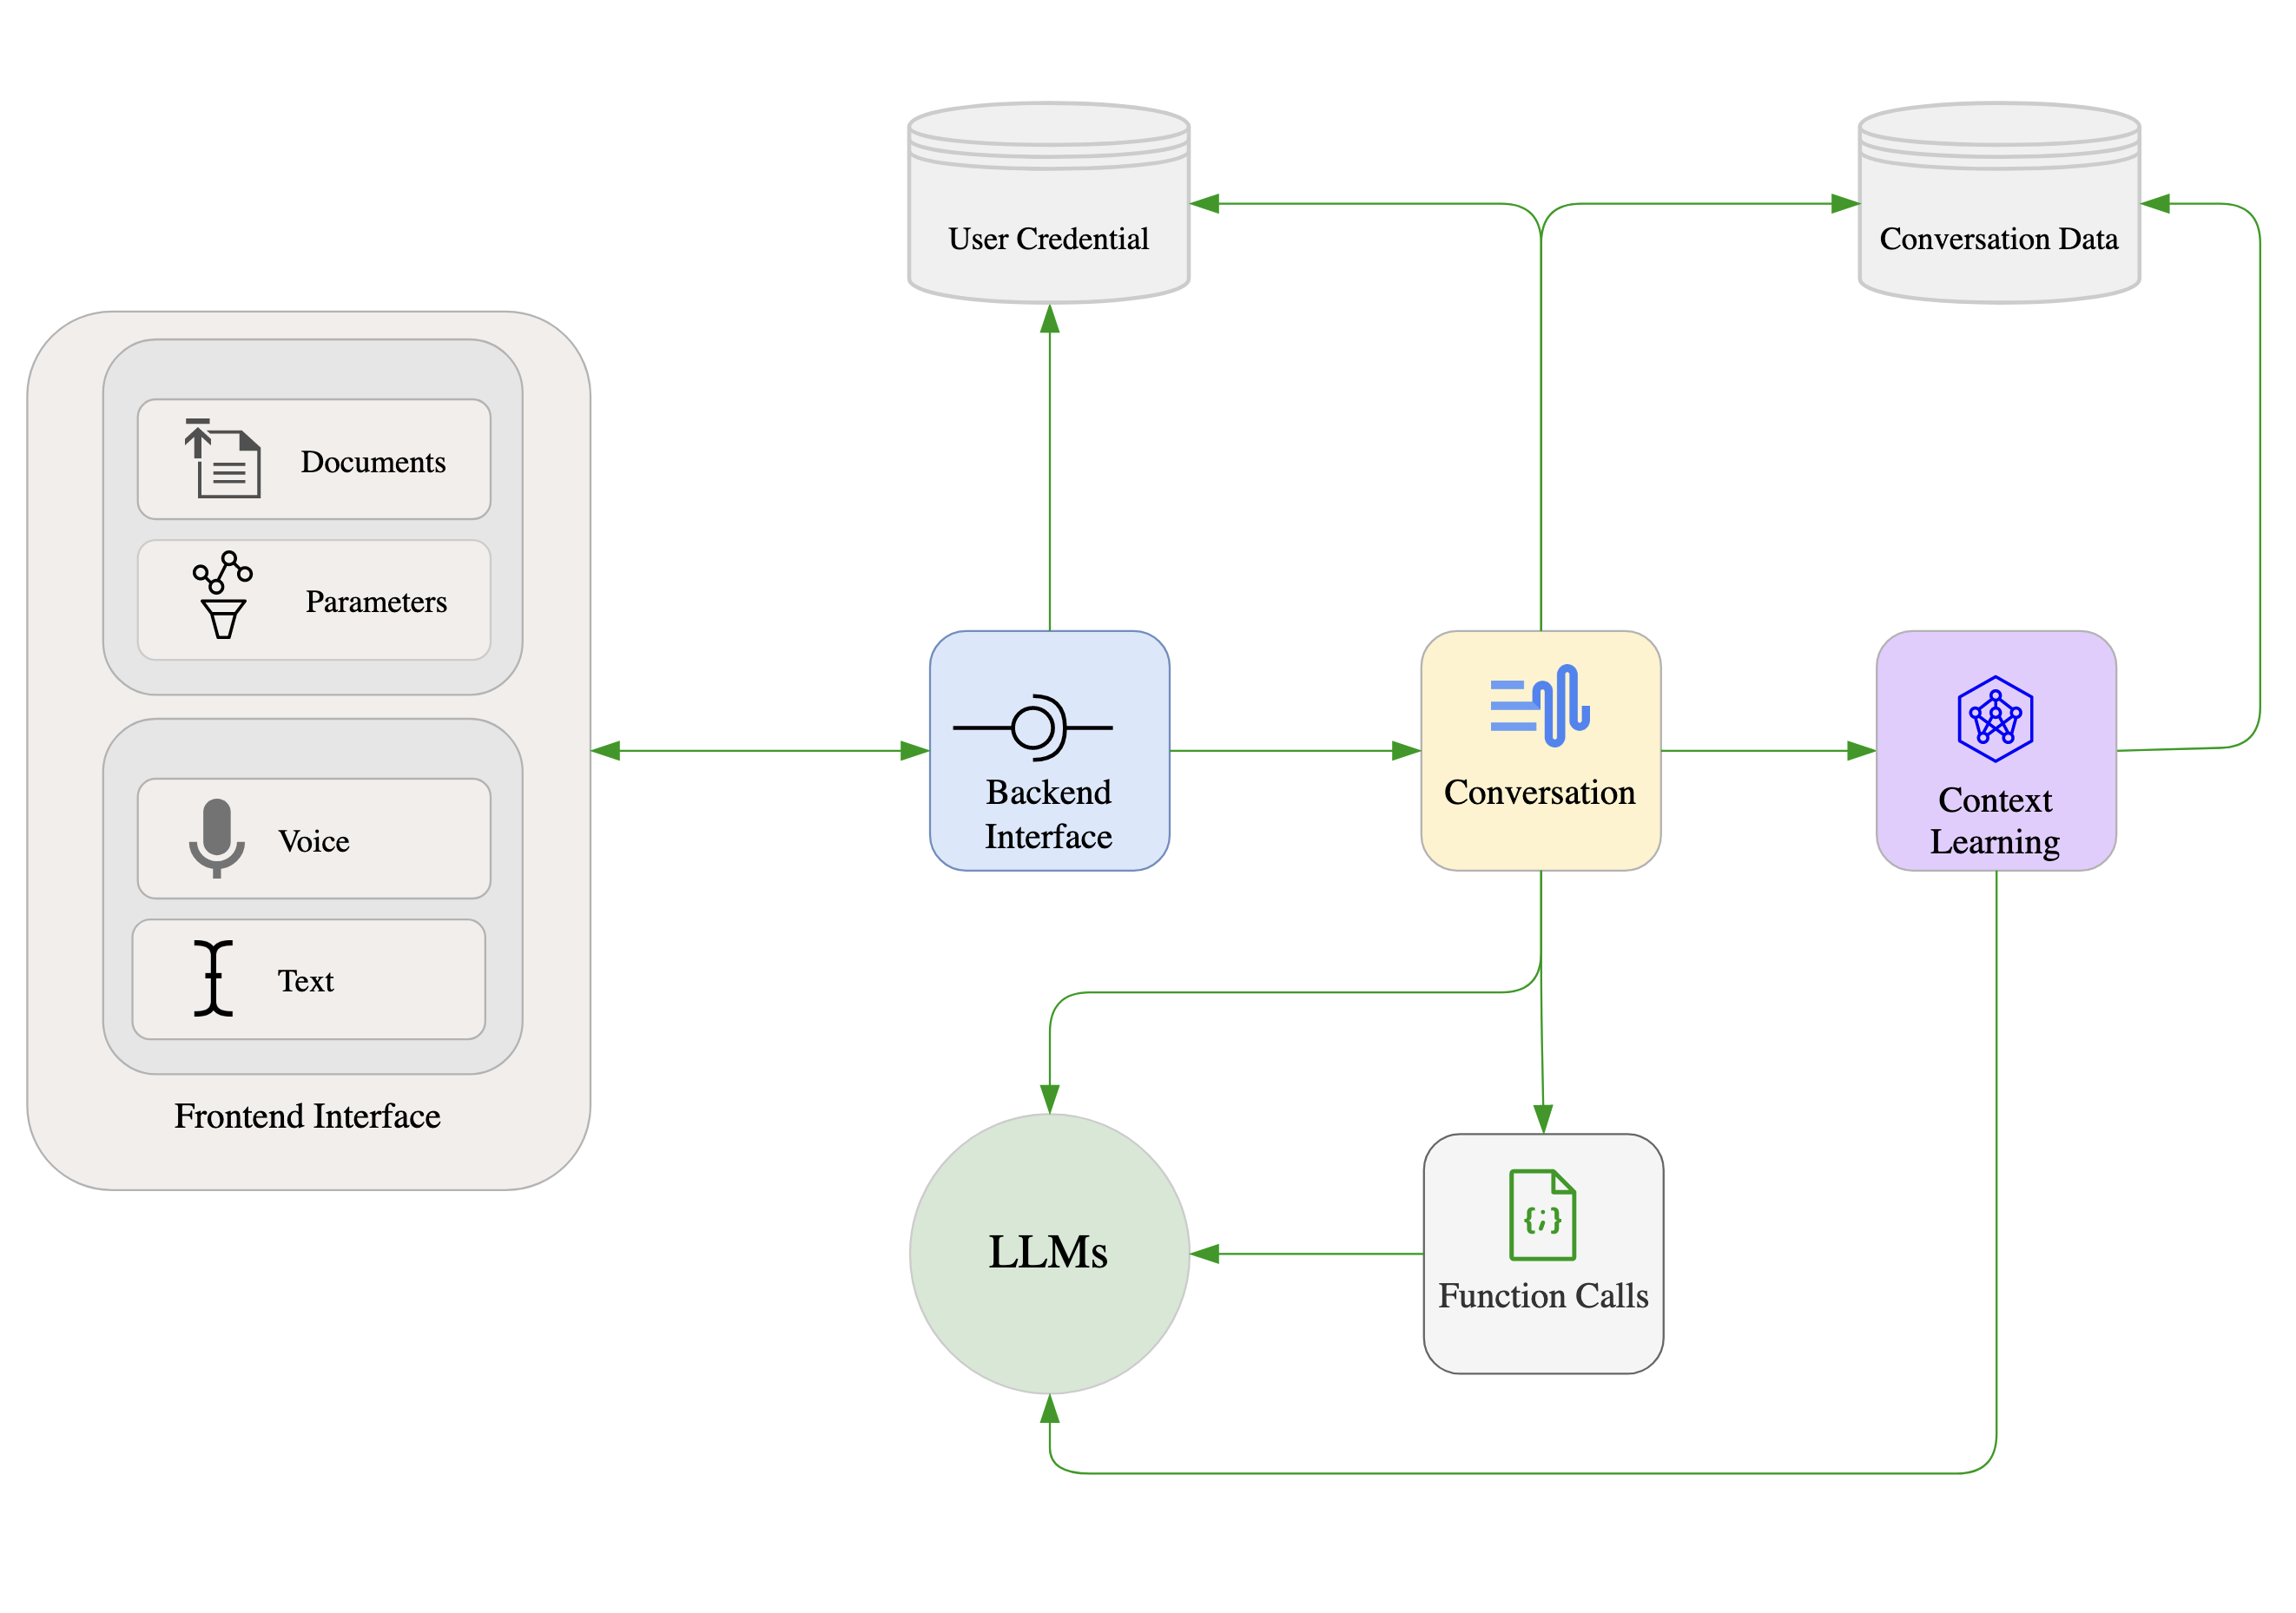 User Credential
Conversation Data
Documents
Parameters
Voice
Text
Frontend Interface
Backend
Interface
Conversation
Context
Learning
LLMs
{;}
Function Calls